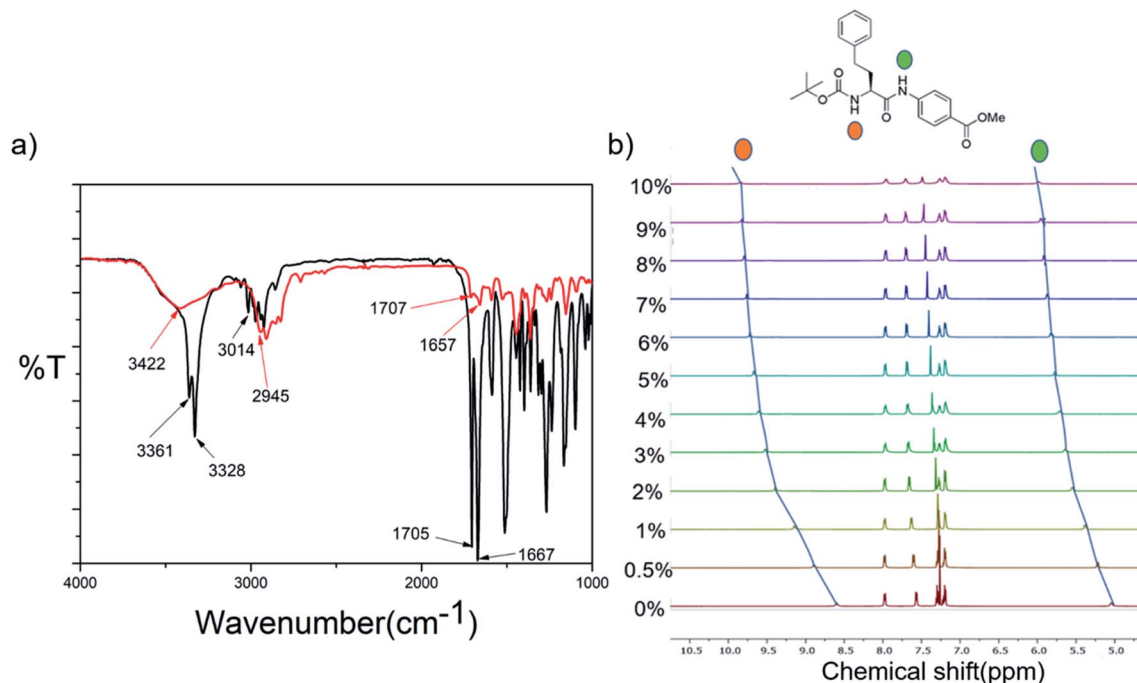 a)
%T
3422
3361
3328
3014
2945
1707
1657
1705
1667
4000
3000
2000
1000
Wavenumber(cm-1)
b)
O
O
N
H
O
H
N
OMe
O
10%
9%
8%
7%
6%
5%
4%
3%
2%
1%
0.5%
0%
10.5 10.0 9.5 9.0 8.5 8.0 7.5 7.0 6.5 6.0 5.5 5.0
Chemical shift(ppm)